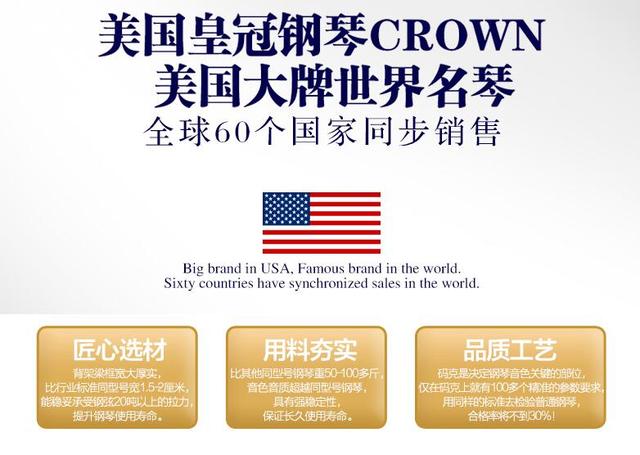 美国皇冠钢琴CROWN
美国大牌世界名琴
全球60个国家同步销售
Big brand in USA, Famous brand in the world.
Sixty countries have synchronized sales in the world.
匠心选材
背架梁框宽大厚实,
比行业标准同型号宽1.5-2厘米,
能稳妥承受钢弦20吨以上的拉力,
提升钢琴使用寿命。
用料夯实
比其他同型号钢琴重50-100多斤,
音色音质超越同型号钢琴,
具有强稳定性,
保证长久使用寿命。
品质工艺
码克是决定钢琴音色关键的部位,
仅在码克上就有100多个精准的参数要求,
用同样的标准去检验普通钢琴,
合格率将不到30%!